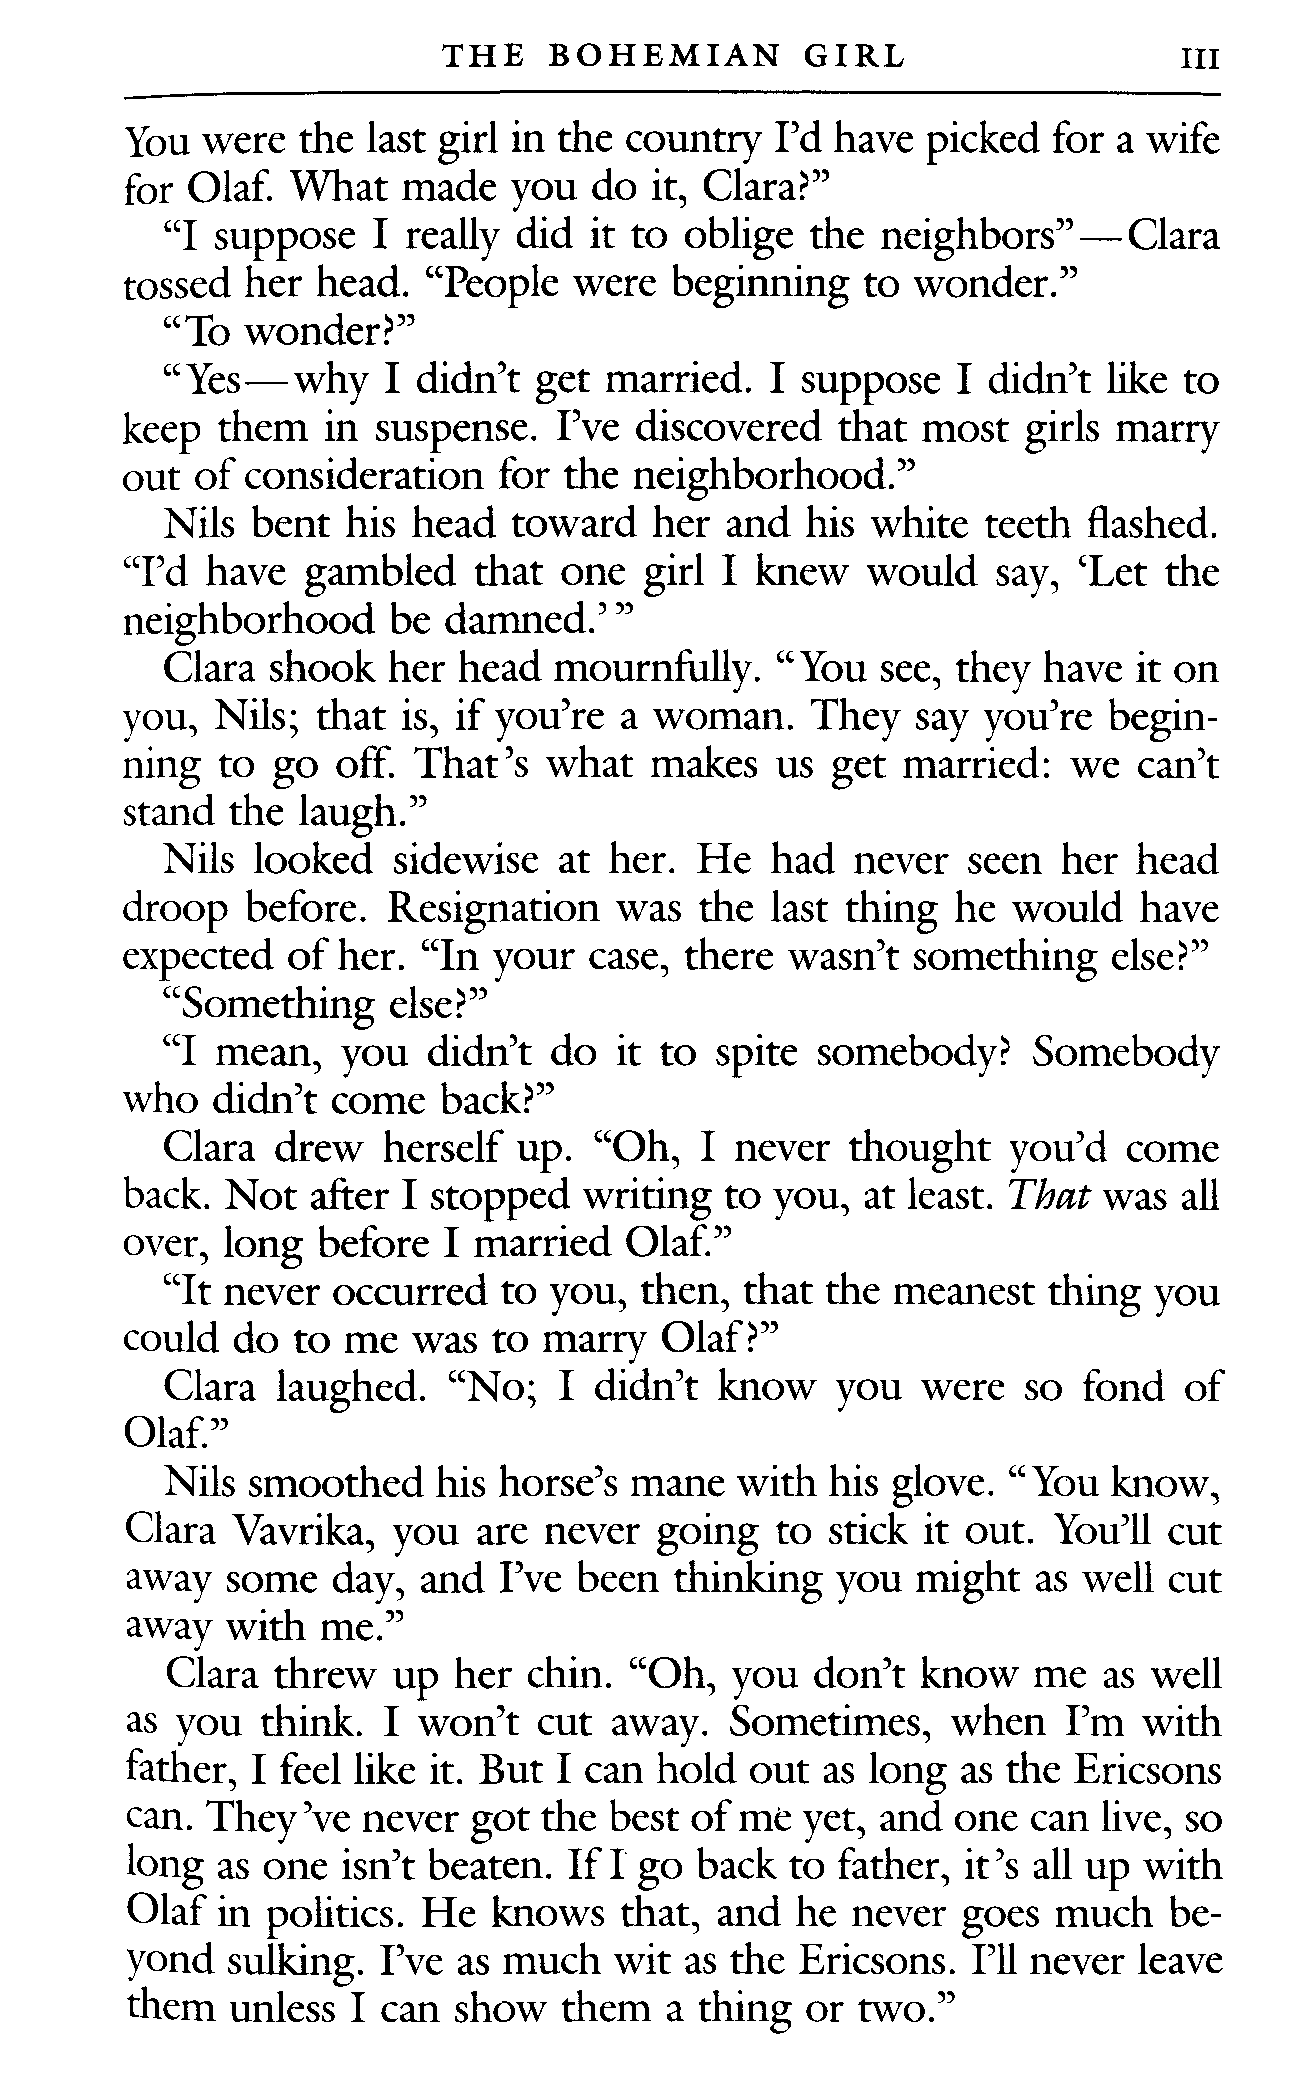 THE BOHEMIAN GIRL 111
You were the last girl in the country I’d have picked for a wife
for Olaf. What made you do it, Clara?”
“I suppose I really did it to oblige the neighbors”—Clara
tossed her head. “People were beginning to wonder.”
“To wonder?”
“Yes—why I didn’t get married. I suppose I didn’t like to
keep them in suspense. I’ve discovered that most girls marry
out of consideration for the neighborhood.”
Nils bent his head toward her and his white teeth flashed.
“I’d have gambled that one girl I knew would say, ‘Let the
neighborhood be damned.’”
Clara shook her head mournfully. “You see, they have it on
you, Nils; that is, if you’re a woman. They say you’re begin-
ning to go off. That’s what makes us get married: we can’t
stand the laugh.”
Nils looked sidewise at her. He had never seen her head
droop before. Resignation was the last thing he would have
expected of her. “In your case, there wasn’t something else?”
“Something else?”
“I mean, you didn’t do it to spite somebody? Somebody
who didn’t come back?”
Clara drew herself up. “Oh, I never thought you’d come
back. Not after I stopped writing to you, at least. That was all
over, long before I married Olaf.”
“It never occurred to you, then, that the meanest thing you
could do to me was to marry Olaf?”
Clara laughed. “No; I didn’t know you were so fond of
Olaf.”
Nils smoothed his horse’s mane with his glove. “You know,
Clara Vavrika, you are never going to stick it out. You’ll cut
away some day, and I’ve been thinking you might as well cut
away with me.”
Clara threw up her chin. “Oh, you don’t know me as well
as you think. I won’t cut away. Sometimes, when I’m with
father, I feel like it. But I can hold out as long as the Ericsons
can. They’ve never got the best of me yet, and one can live, so
long as one isn’t beaten. If I go back to father, it’s all up with
Olaf in politics. He knows that, and he never goes much be-
yond sulking. I’ve as much wit as the Ericsons. I’ll never leave
them unless I can show them a thing or two.”